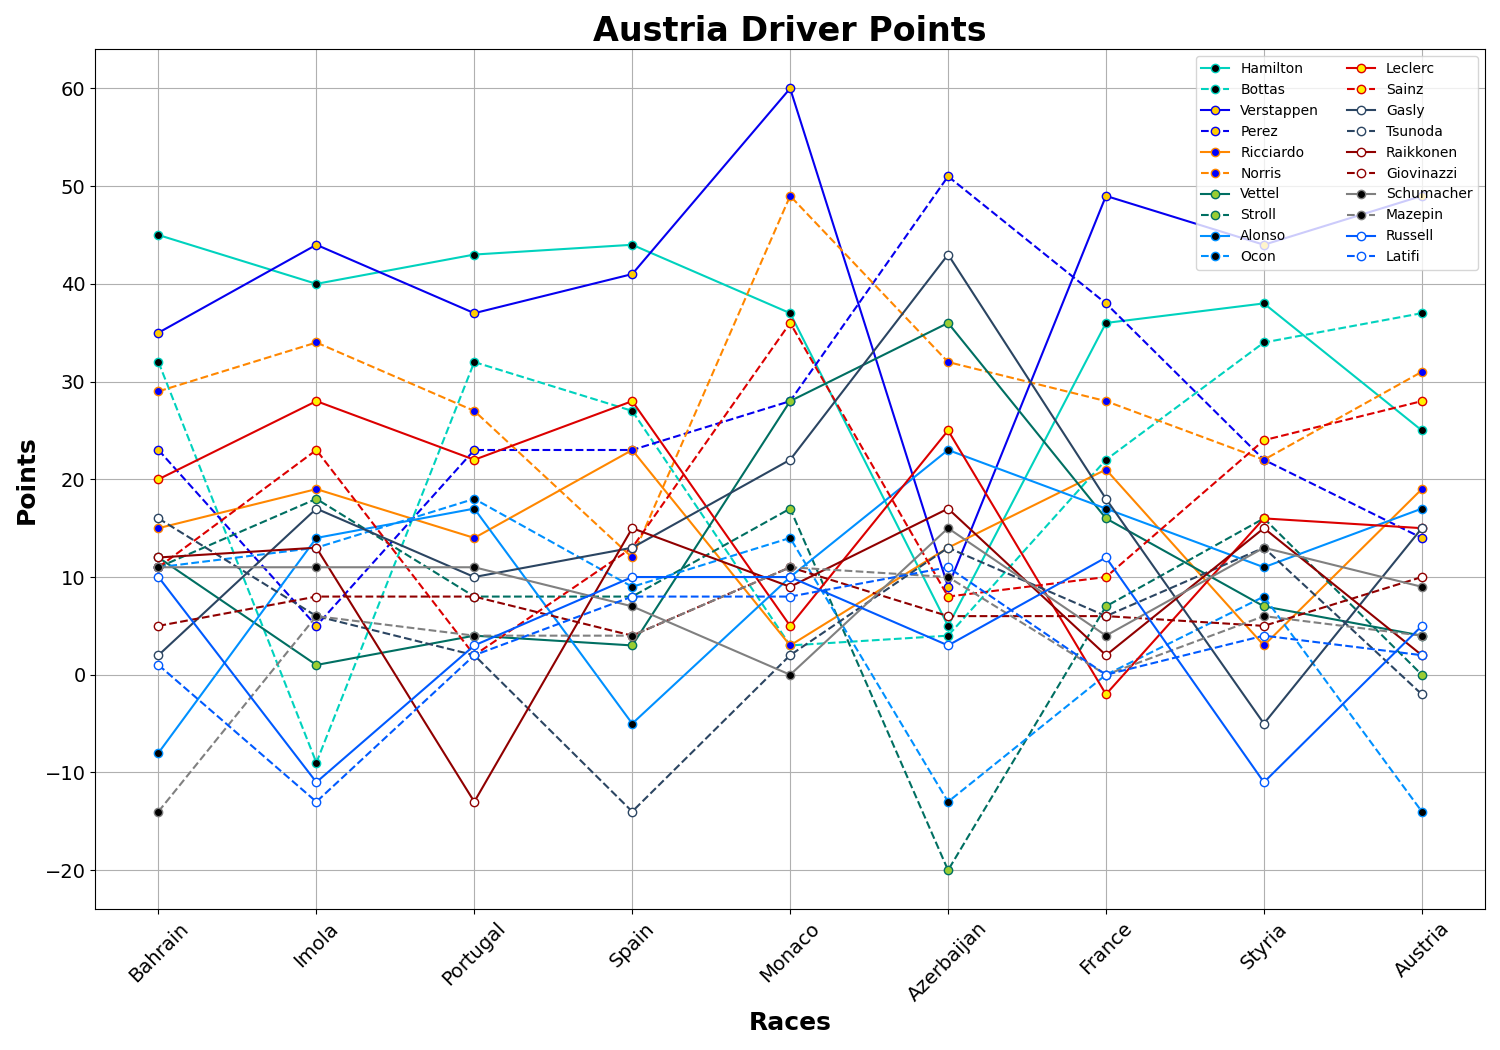 Austria Driver Points
Points
60
50
40
30
20
10
0
−10
−20
Hamilton
Bottas
Verstappen
Perez
Ricciardo
Norris
Vettel
Stroll
Alonso
Ocon
Leclerc
Sainz
Gasly
Tsunoda
Raikkonen
Giovinazzi
Schumacher
Mazepin
Russell
Latifi
Bahrain
Imola
Portugal
Spain
Monaco
Azerbaijan
France
Styria
Austria
Races